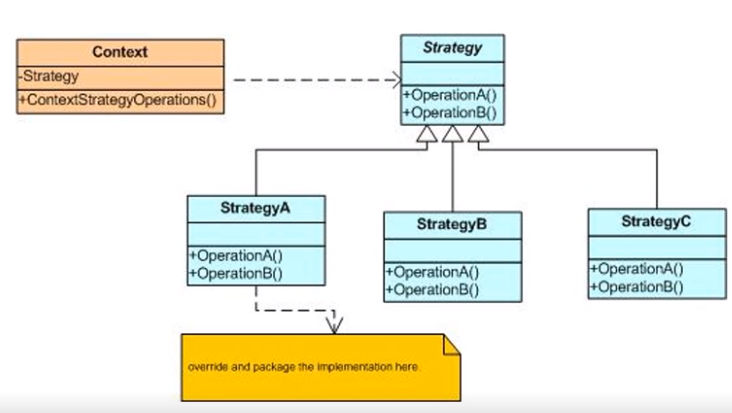 Context
-Strategy
+ContextStrategyOperations()
Strategy
+OperationA()
+OperationB()
StrategyA
+OperationA()
+OperationB()
StrategyB
+OperationA()
+OperationB()
StrategyC
+OperationA()
+OperationB()
override and package the implementation here.